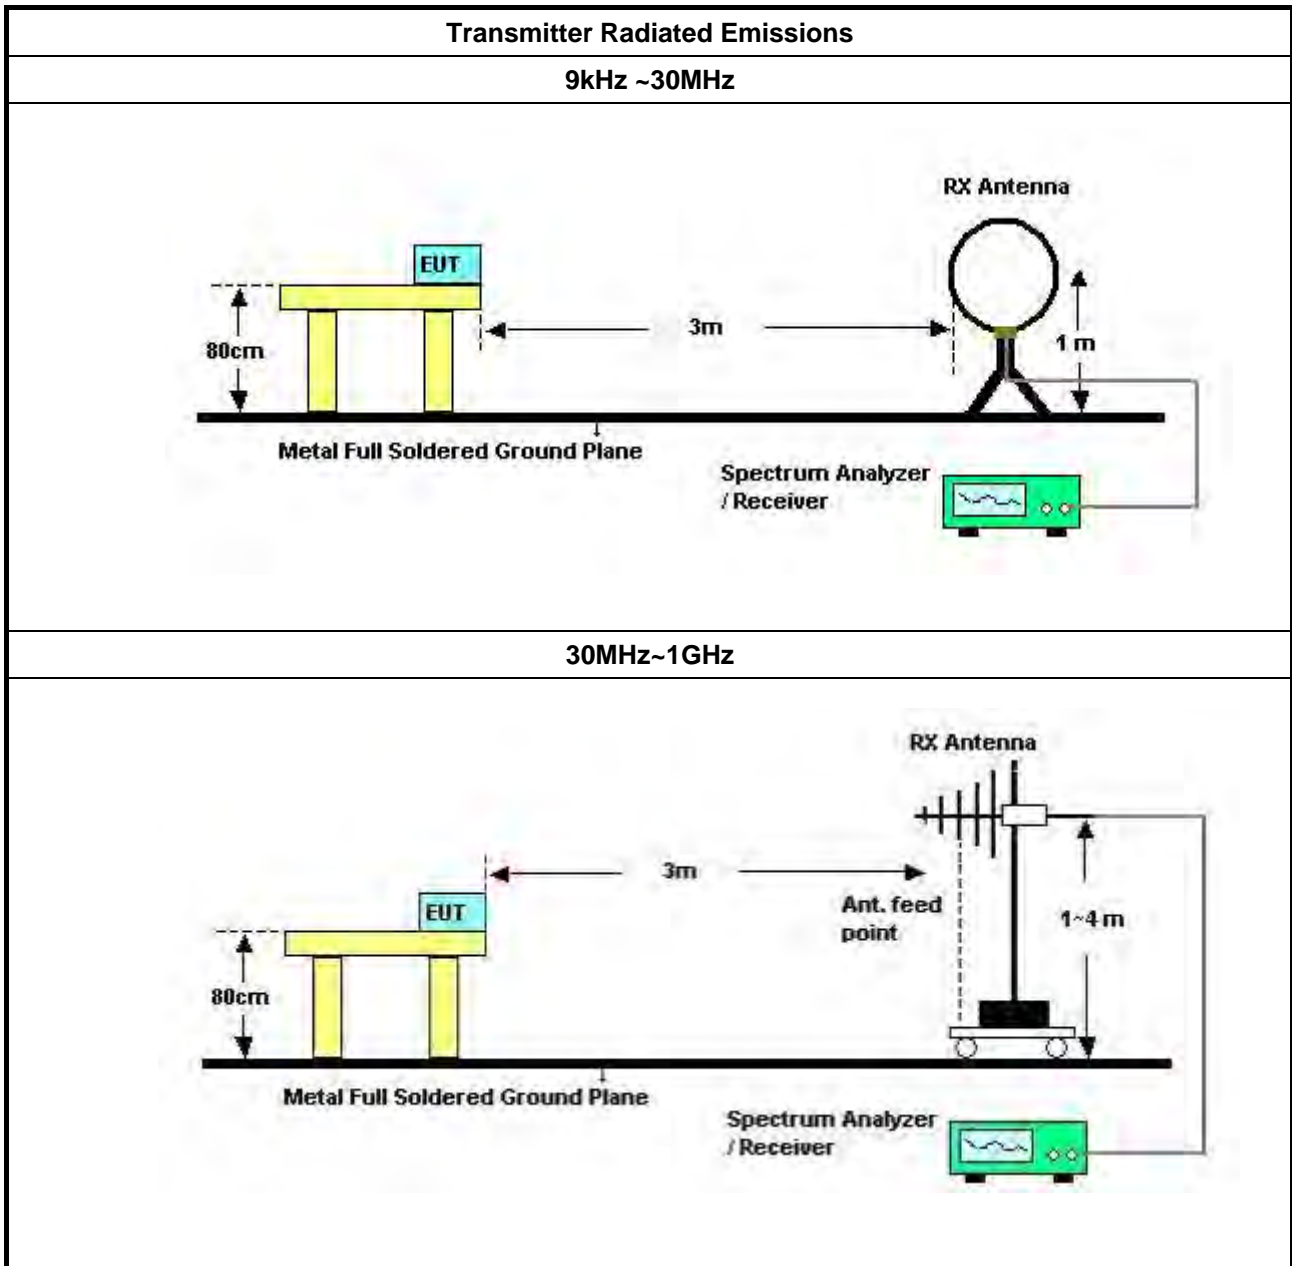 Transmitter Radiated Emissions
9kHz ~30MHz
RX Antenna
EUT
3m
80cm
1 m
Metal Full Soldered Ground Plane
Spectrum Analyzer
/ Receiver
30MHz~1GHz
RX Antenna
3m
EUT
Ant. feed
point
1~4 m
80cm
Metal Full Soldered Ground Plane
Spectrum Analyzer
/ Receiver